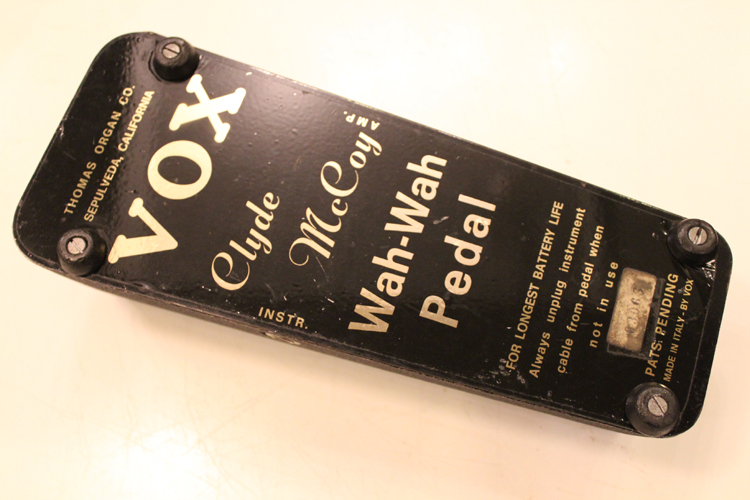 THOMAS ORGAN CO.
SEPULVEDA, CALIFORNIA
VOX
Clyde
McCoy
INSTR.
AMP.
Wah-Wah
Pedal
FOR LONGEST BATTERY LIFE
Always unplug instrument
cable from pedal when
not in use
PATS. PENDING
MADE IN ITALY - BY VOX